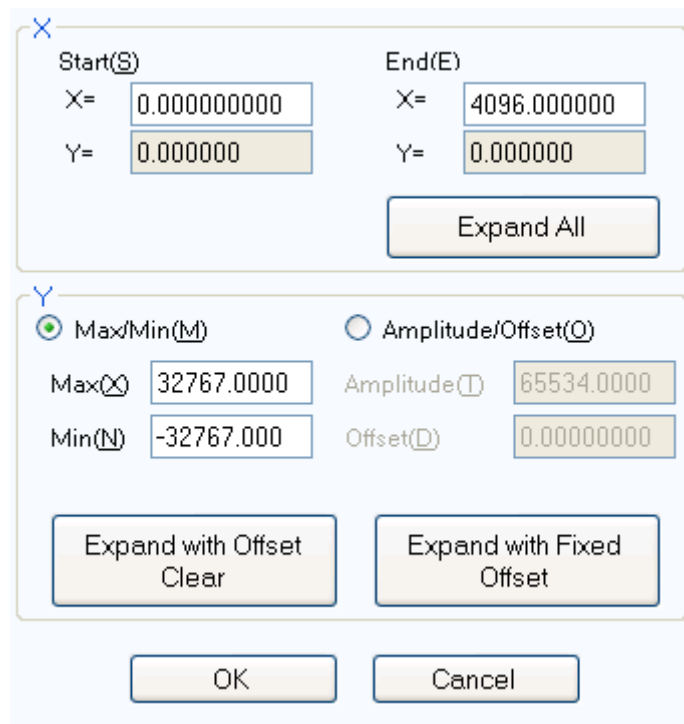 X
Start(S) End(E)
X= 0.000000000 X= 4096.000000
Y= 0.000000 Y= 0.000000
Expand All
Y
Max/Min(M) Amplitude/Offset(O)
Max(X) 32767.0000 Amplitude(T) 65534.0000
Min(N) -32767.000 Offset(D) 0.00000000
Expand with Offset Expand with Fixed
Clear Offset
OK Cancel